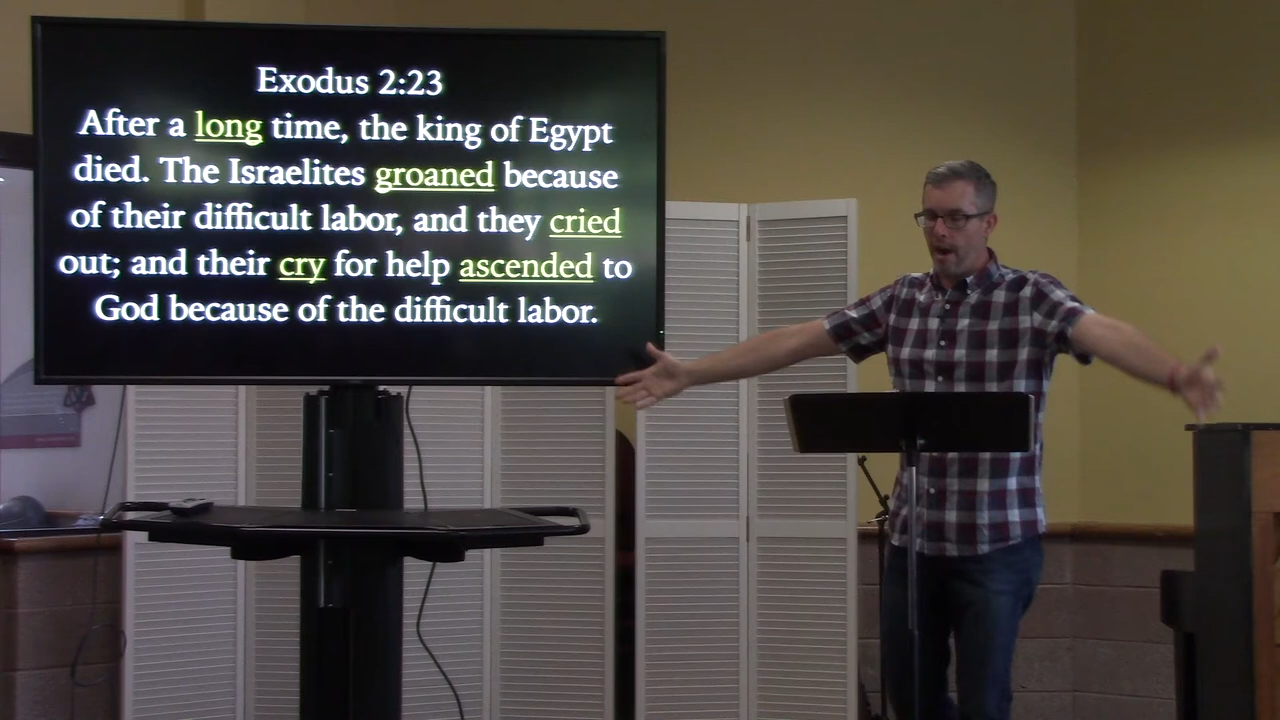 Exodus 2:23
After a long time, the king of Egypt
died. The Israelites groaned because
of their difficult labor, and they cried
out; and their cry for help ascended to
God because of the difficult labor.